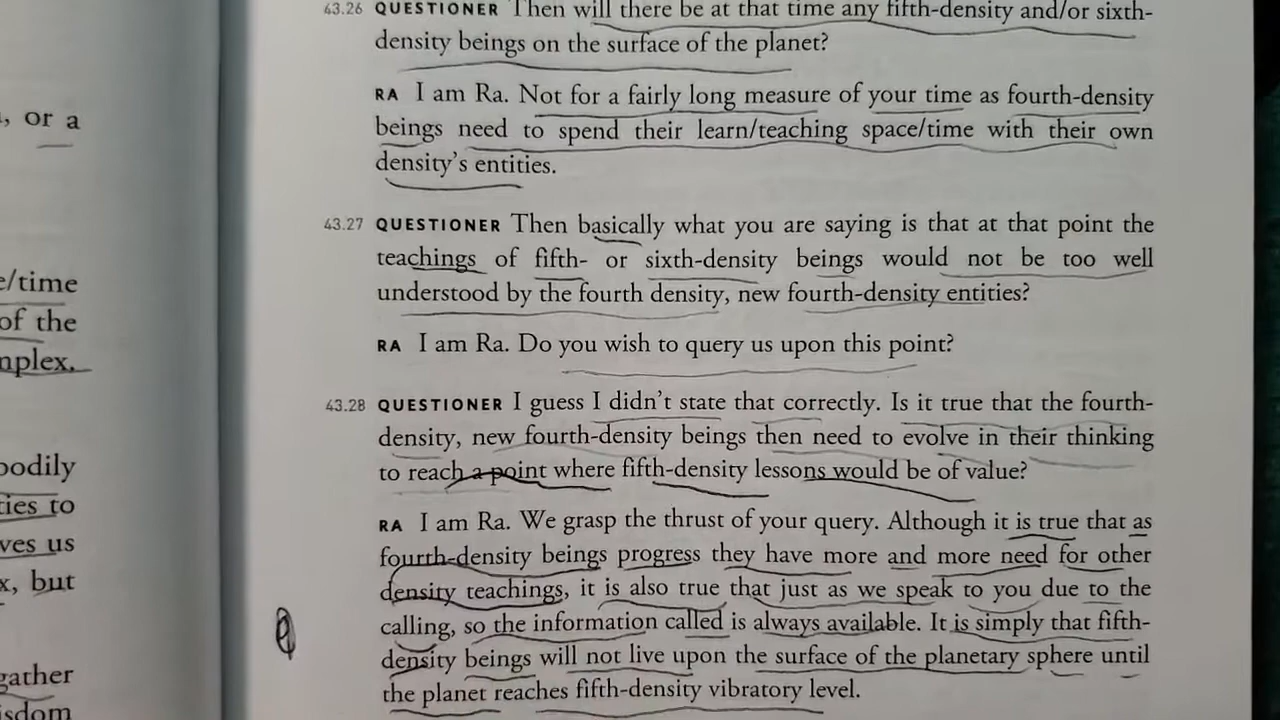 , or a
e/time
of the
mplex.
bodily
ties to
ves us
x, but
gather
isdom
43.26 QUESTIONER Then will there be at that time any fifth-density and/or sixth-
density beings on the surface of the planet?
RA I am Ra. Not for a fairly long measure of your time as fourth-density
beings need to spend their learn/teaching space/time with their own
density's entities.
43.27 QUESTIONER Then basically what you are saying is that at that point the
teachings of fifth- or sixth-density beings would not be too well
understood by the fourth density, new fourth-density entities?
RA I am Ra. Do you wish to query us upon this point?
43.28 QUESTIONER I guess I didn't state that correctly. Is it true that the fourth-
density, new fourth-density beings then need to evolve in their thinking
to reach a point where fifth-density lessons would be of value?
RA I am Ra. We grasp the thrust of your query. Although it is true that as
fourth-density beings progress they have more and more need for other
density teachings, it is also true that just as we speak to you due to the
calling, so the information called is always available. It is simply that fifth-
density beings will not live upon the surface of the planetary sphere until
the planet reaches fifth-density vibratory level.